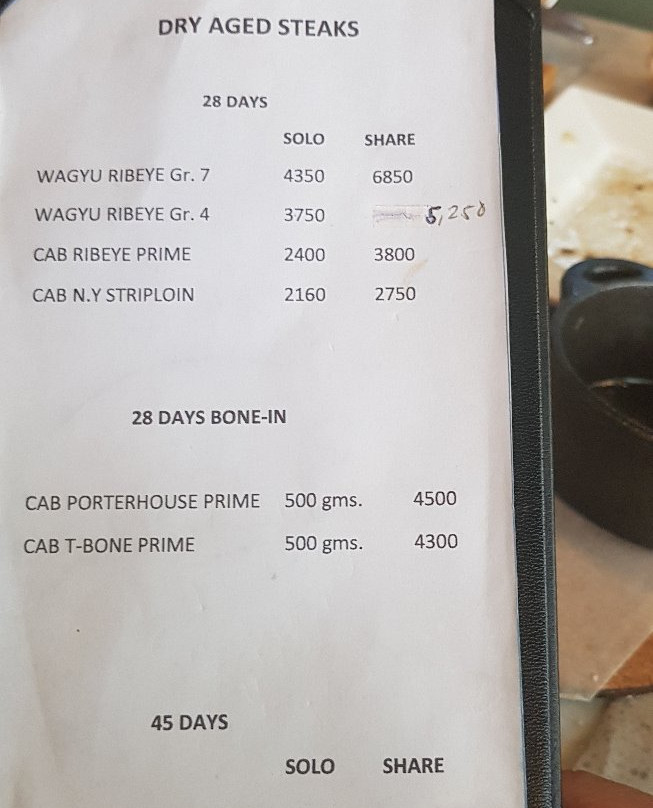 DRY AGED STEAKS
28 DAYS
SOLO SHARE
WAGYU RIBEYE Gr. 7 4350 6850
WAGYU RIBEYE Gr. 4 3750 5,250
CAB RIBEYE PRIME 2400 3800
CAB N.Y STRIPLOIN 2160 2750
28 DAYS BONE-IN
CAB PORTERHOUSE PRIME 500 gms. 4500
CAB T-BONE PRIME 500 gms. 4300
45 DAYS
SOLO SHARE